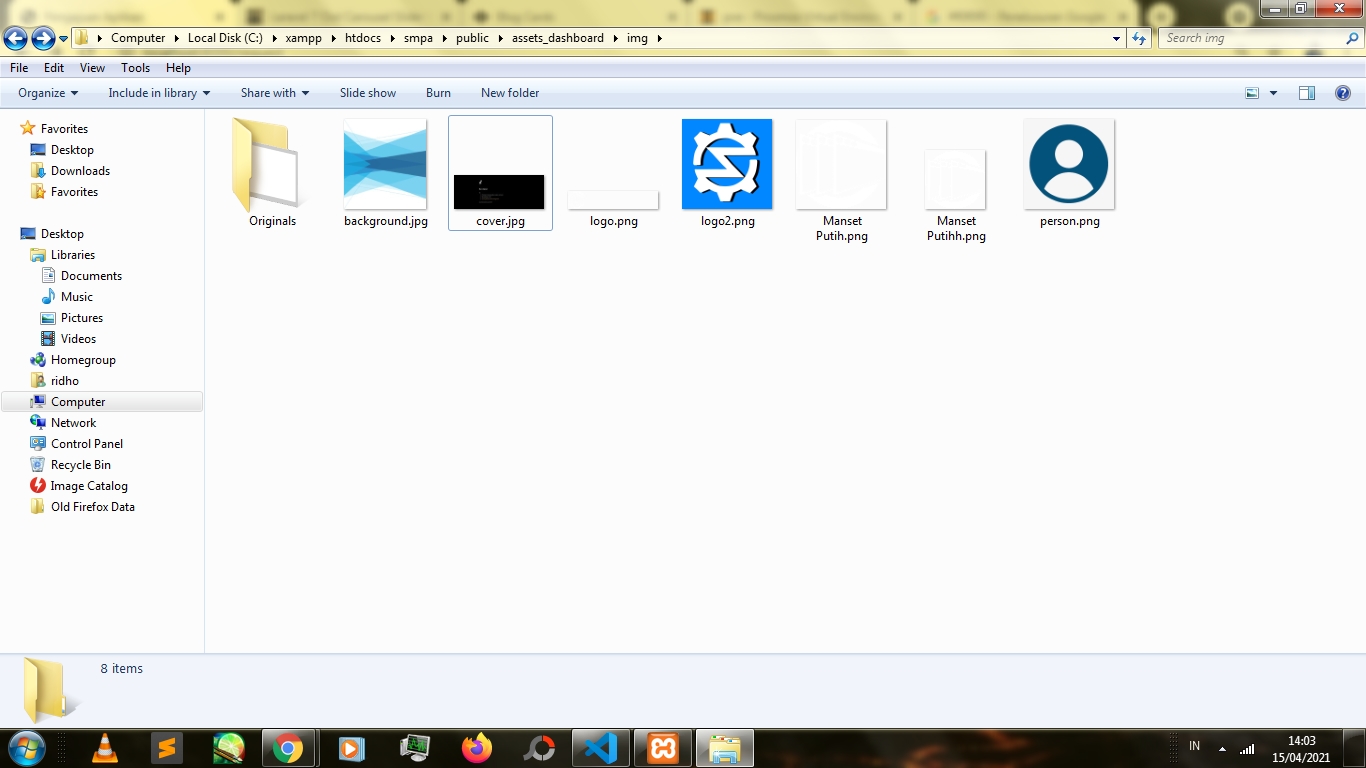 Computer Local Disk (C:) xampp htdocs smpa public assets_dashboard img
Search img
File Edit View Tools Help
Organize Include in library Share with Slide show Burn New folder
Favorites
Desktop
Downloads
Favorites
Desktop
Libraries
Documents
Music
Pictures
Videos
Homegroup
ridho
Computer
Network
Control Panel
Recycle Bin
Image Catalog
Old Firefox Data
Originals
background.jpg
cover.jpg
logo.png
logo2.png
Manset
Putih.png
Manset
Putihh.png
person.png
8 items
IN
14:03
15/04/2021